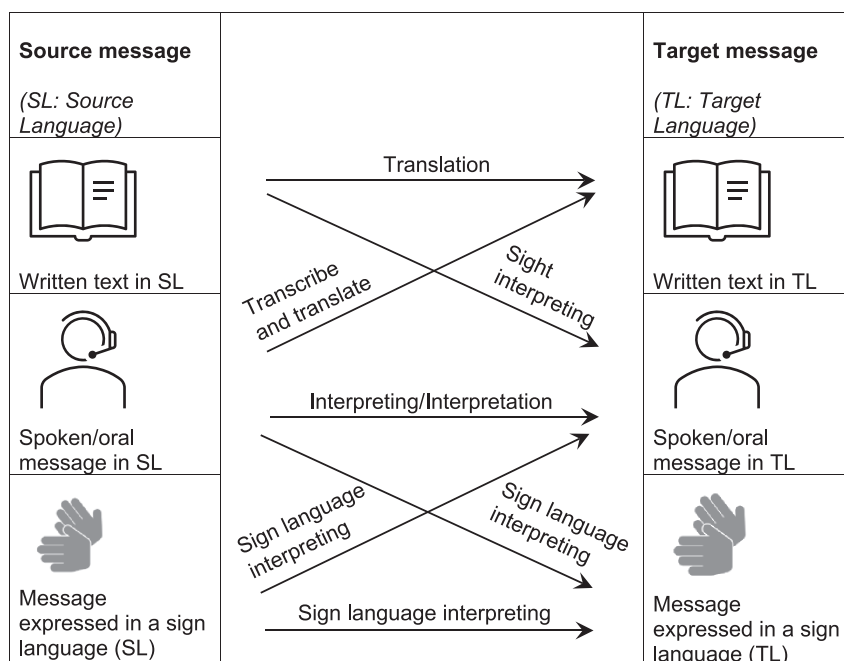 Source message
(SL: Source
Language)
Target message
(TL: Target
Language)
Translation
Written text in SL
Transcribe
and translate
Sight
interpreting
Written text in TL
Interpreting/Interpretation
Spoken/oral
message in SL
Sign language
interpreting
Sign language
interpreting
Spoken/oral
message in TL
Message
expressed in a sign
language (SL)
Sign language interpreting
Message
expressed in a sign
language (TL)